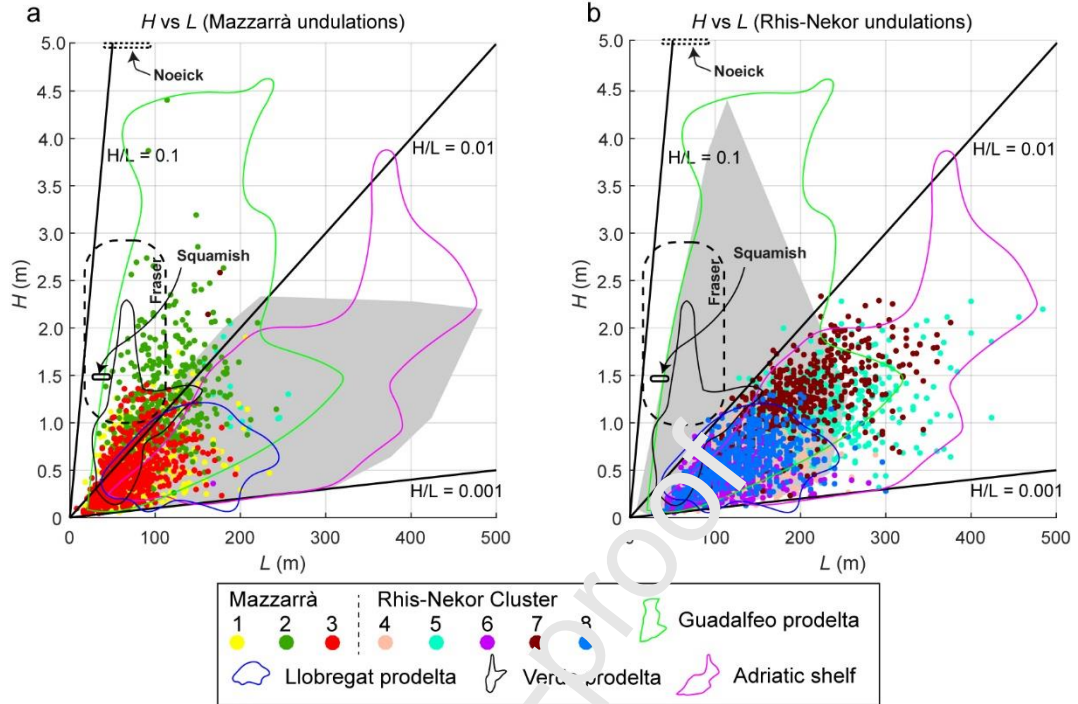 a
H vs L (Mazzarrà undulations)
5.0
4.5
4.0
3.5
3.0
2.5
2.0
1.5
1.0
0.5
0
H (m)
Noeick
H/L = 0.1
H/L = 0.01
Squamish
Fraser
H/L = 0.001
0 100 200 300 400 500
L (m)
b
H vs L (Rhis-Nekor undulations)
5.0
4.5
4.0
3.5
3.0
2.5
2.0
1.5
1.0
0.5
0
H (m)
Noeick
H/L = 0.1
H/L = 0.01
Squamish
Fraser
H/L = 0.001
0 100 200 300 400 500
L (m)
Mazzarrà
1 2 3
Rhis-Nekor Cluster
4 5 6 7 8
Guadalfeo prodelta
Llobregat prodelta
prodelta
Adriatic shelf
proof